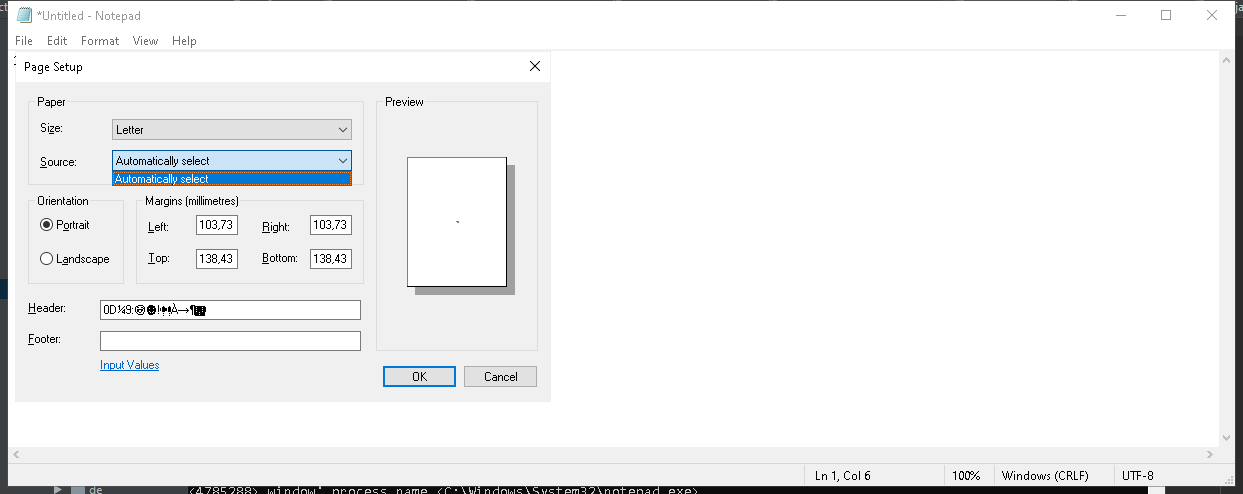 *Untitled - Notepad
File Edit Format View Help
Page Setup
Paper
Size: Letter
Source: Automatically select
Automatically select
Preview
Orientation
Portrait
Landscape
Margins (millimetres)
Left: 103,73 Right: 103,73
Top: 138,43 Bottom: 138,43
Header:
Footer:
Input Values
OK Cancel
Ln 1, Col 6 100% Windows (CRLF) UTF-8
de <4785288> window' process name <C:\Windows\System32\notepad.exe>